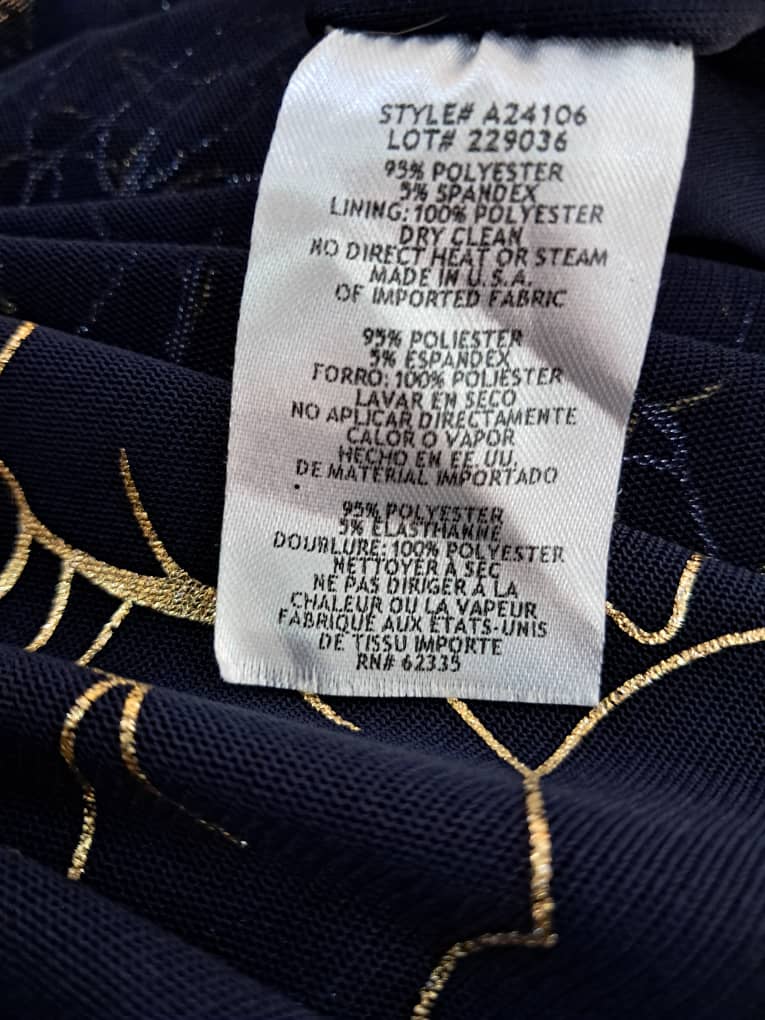 STYLE# A24106
LOT# 229036
95% POLYESTER
5% SPANDEX
LINING: 100% POLYESTER
DRY CLEAN
NO DIRECT HEAT OR STEAM
MADE IN U.S.A.
OF IMPORTED FABRIC
95% POLIESTER
5% ESPANDEX
FORRO: 100% POLIESTER
LAVAR EN SECO
NO APLICAR DIRECTAMENTE
CALOR O VAPOR
HECHO EN EE. UU.
DE MATERIAL IMPORTADO
95% POLYESTER
5% ELASTHANNE
DOUBLURE: 100% POLYESTER
NETTOYER A SEC
NE PAS DIRIGER A LA
CHALEUR OU LA VAPEUR
FABRIQUE AUX ETATS-UNIS
DE TISSU IMPORTE
RN# 62335